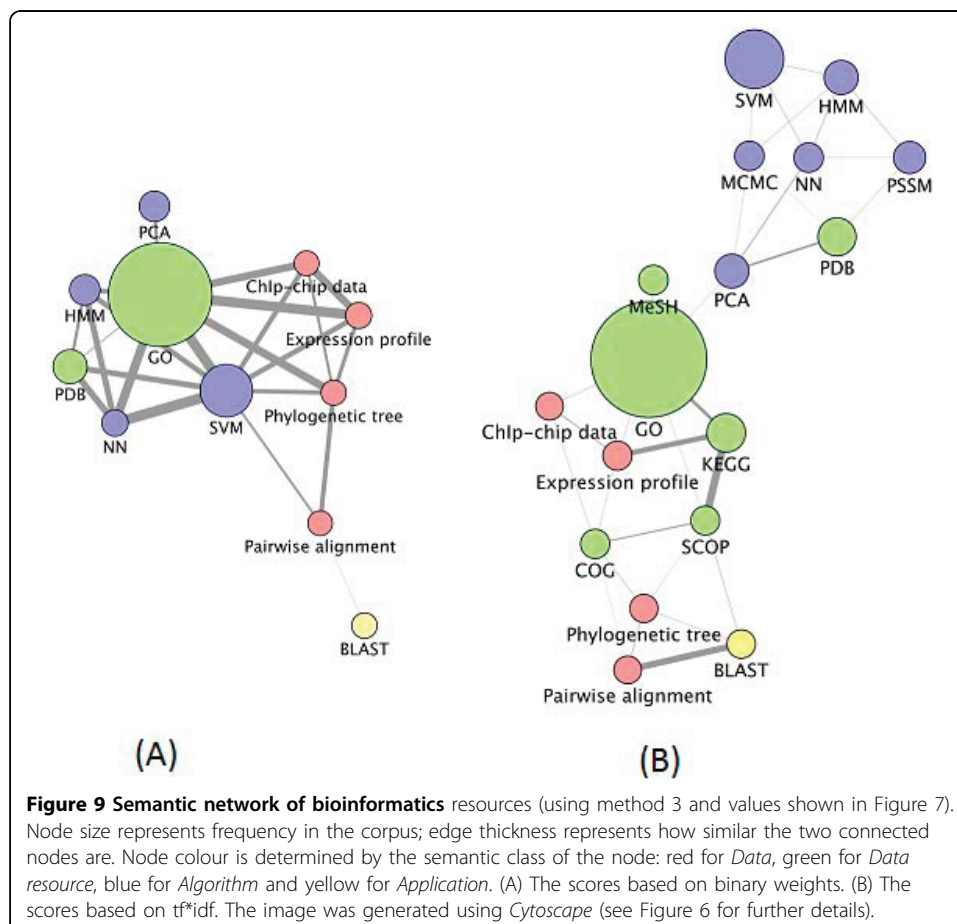 PCA
ChIp-chip data
HMM
Expression profile
GO
PDB
Phylogenetic tree
NN
SVM
Pairwise alignment
BLAST
(A)
SVM
HMM
MCMC
NN
PSSM
PDB
PCA
MeSH
GO
ChIp-chip data
KEGG
Expression profile
SCOP
COG
Phylogenetic tree
BLAST
Pairwise alignment
(B)
Figure 9 Semantic network of bioinformatics resources (using method 3 and values shown in Figure 7).
Node size represents frequency in the corpus; edge thickness represents how similar the two connected
nodes are. Node colour is determined by the semantic class of the node: red for Data, green for Data
resource, blue for Algorithm and yellow for Application. (A) The scores based on binary weights. (B) The
scores based on tf*idf. The image was generated using Cytoscape (see Figure 6 for further details).